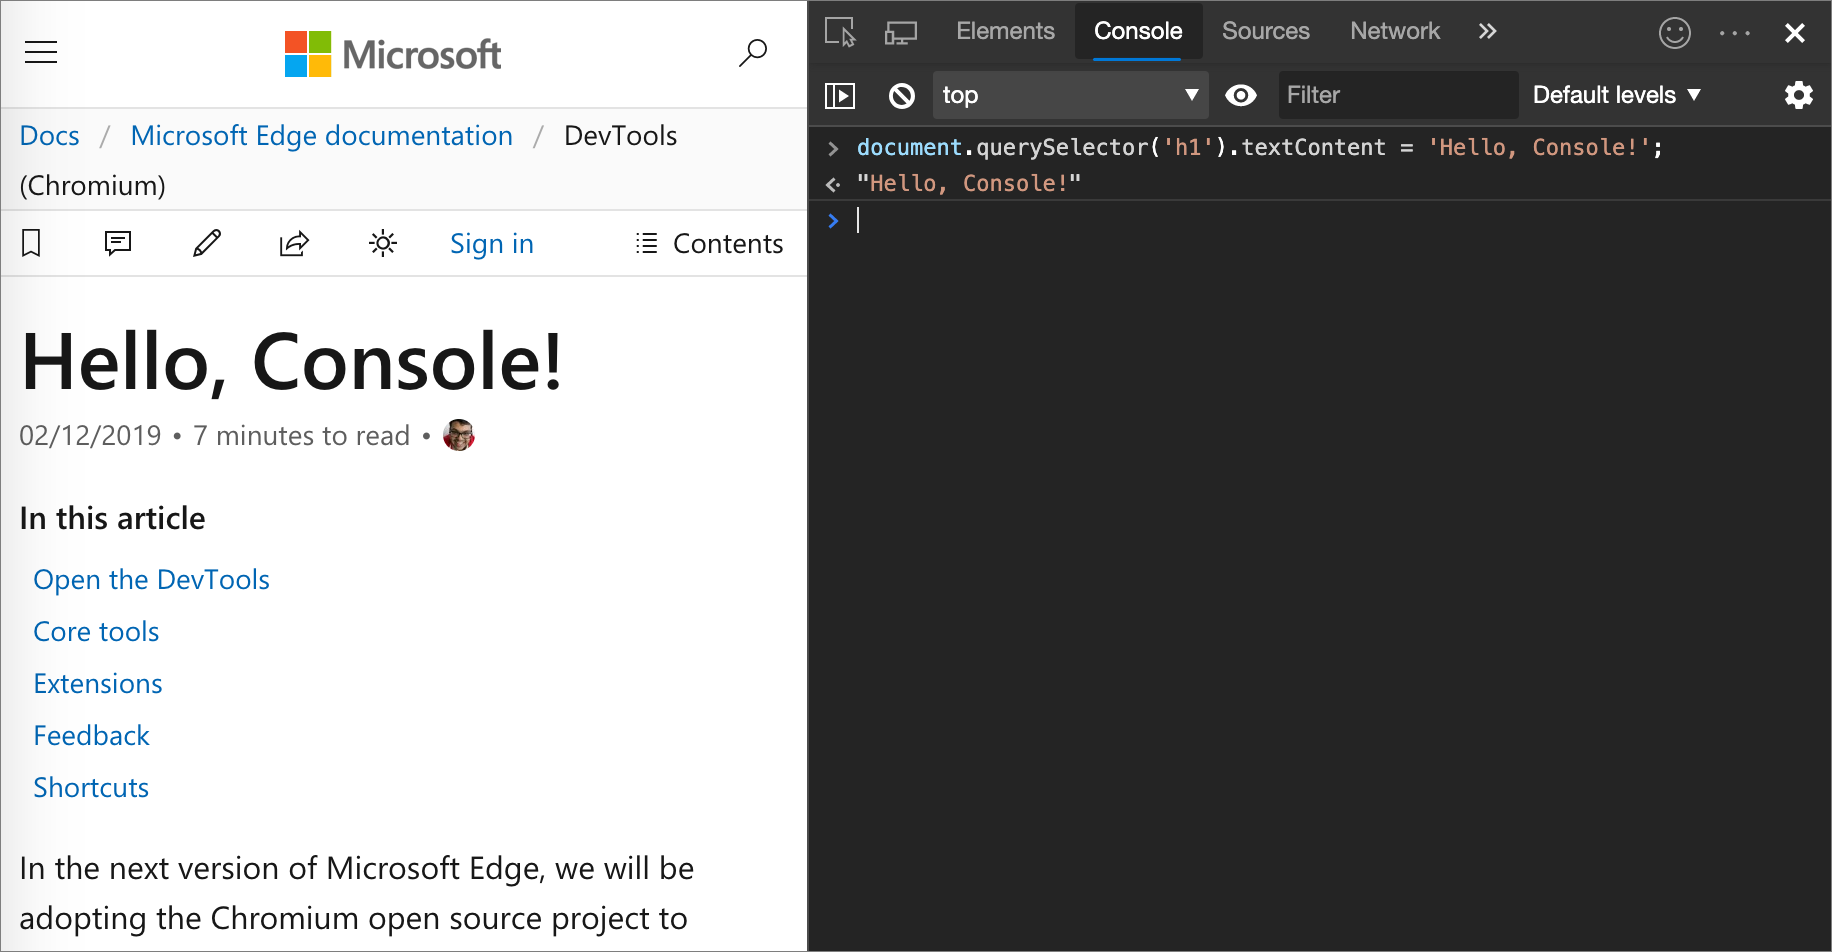 Microsoft
Docs / Microsoft Edge documentation / DevTools
(Chromium)
Sign in
Contents
Hello, Console!
02/12/2019 • 7 minutes to read •
In this article
Open the DevTools
Core tools
Extensions
Feedback
Shortcuts
In the next version of Microsoft Edge, we will be
adopting the Chromium open source project to
Elements Console Sources Network »
top Filter Default levels
> document.querySelector('h1').textContent = 'Hello, Console!';
"Hello, Console!"
>